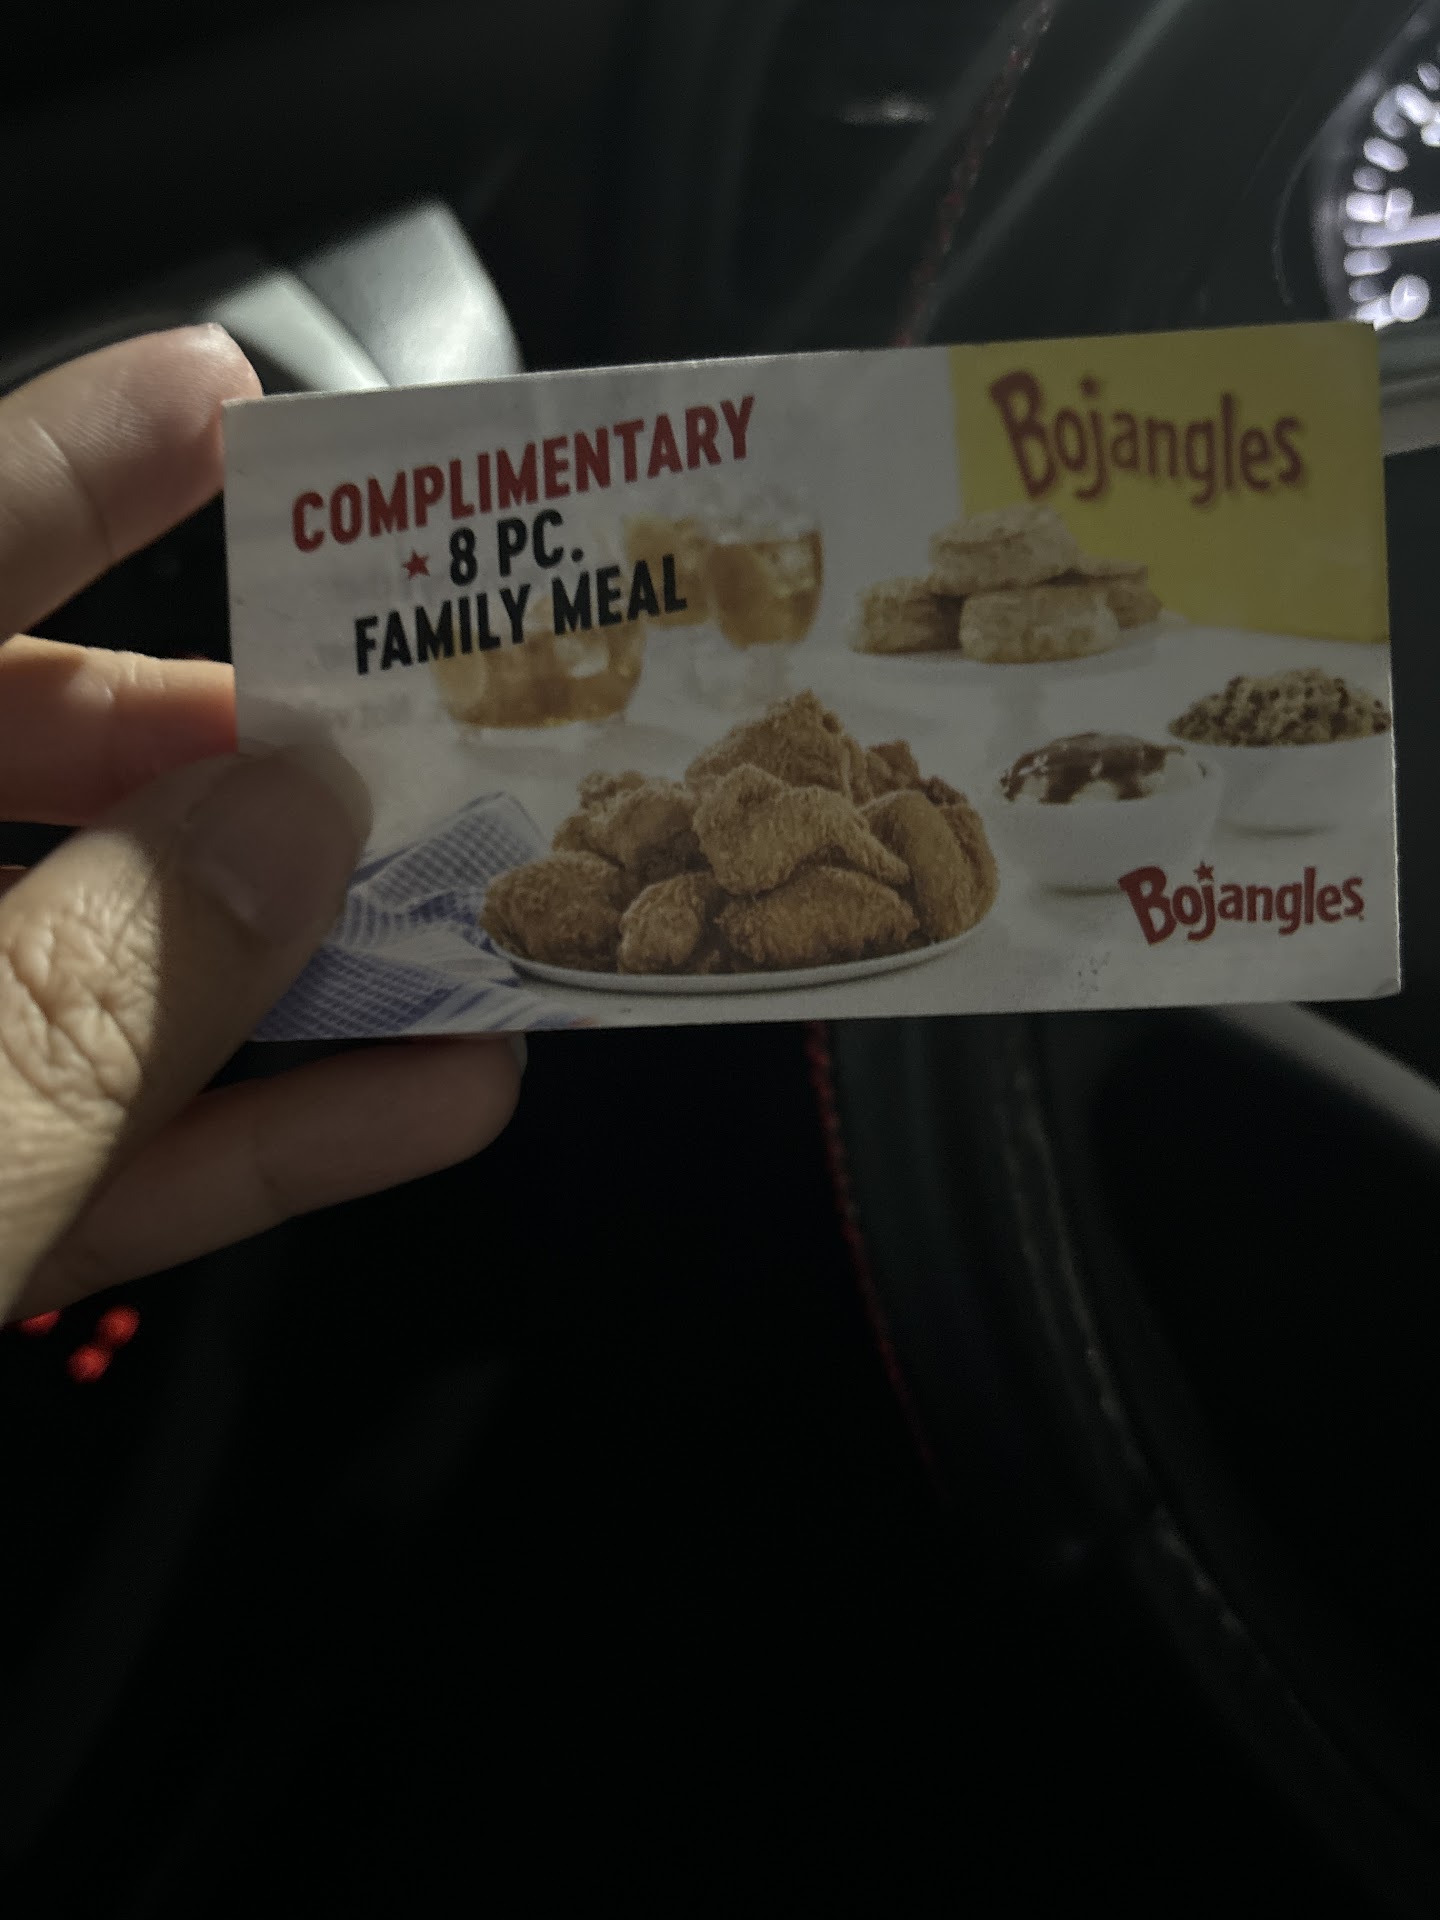 COMPLIMENTARY
★ 8 PC.
FAMILY MEAL
Bojangles
Bojangles